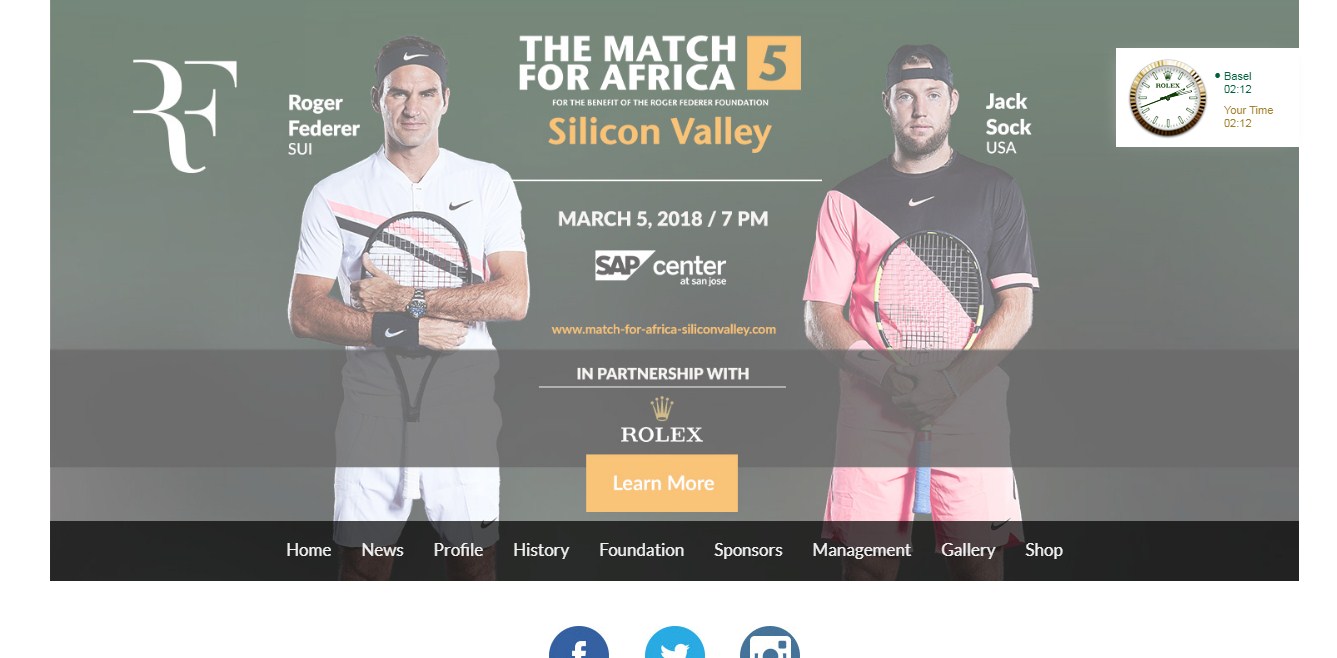 RF
Roger
Federer
SUI
THE MATCH
FOR AFRICA 5
FOR THE BENEFIT OF THE ROGER FEDERER FOUNDATION
Silicon Valley
MARCH 5, 2018 / 7 PM
SAP center
at san jose
www.match-for-africa-siliconvalley.com
IN PARTNERSHIP WITH
ROLEX
Learn More
Jack
Sock
USA
ROLEX
Basel
02:12
Your Time
02:12
Home News Profile History Foundation Sponsors Management Gallery Shop
f